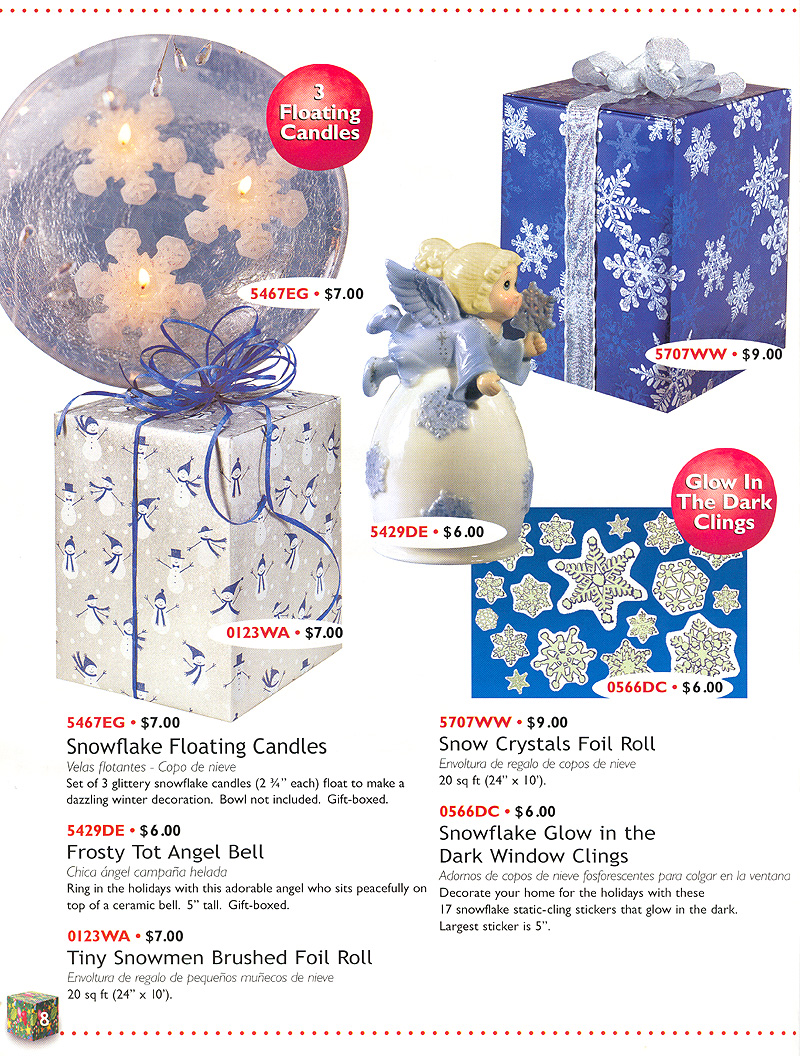 3
Floating
Candles
5467EG • $7.00
5707WW • $9.00
5429DE • $6.00
Glow In
The Dark
Clings
0123WA • $7.00
0566DC • $6.00
5467EG • $7.00
Snowflake Floating Candles
Velas flotantes - Copo de nieve
Set of 3 glittery snowflake candles (2 ¾” each) float to make a
dazzling winter decoration. Bowl not included. Gift-boxed.
5429DE • $6.00
Frosty Tot Angel Bell
Chica ángel campaña helada
Ring in the holidays with this adorable angel who sits peacefully on
top of a ceramic bell. 5” tall. Gift-boxed.
0123WA • $7.00
Tiny Snowmen Brushed Foil Roll
Envoltura de regalo de pequeños muñecos de nieve
20 sq ft (24” x 10’).
5707WW • $9.00
Snow Crystals Foil Roll
Envoltura de regalo de copos de nieve
20 sq ft (24” x 10’).
0566DC • $6.00
Snowflake Glow in the
Dark Window Clings
Adornos de copos de nieve fosforescentes para colgar en la ventana
Decorate your home for the holidays with these
17 snowflake static-cling stickers that glow in the dark.
Largest sticker is 5”.
8